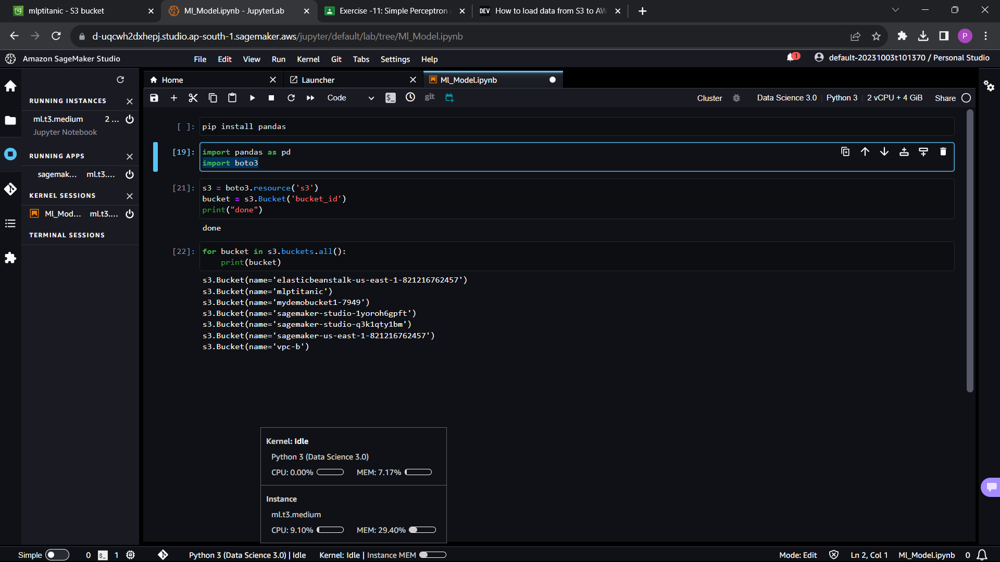 mlptitanic - S3 bucket
Ml_Model.ipynb - JupyterLab
Exercise -11: Simple Perceptron
DEV How to load data from S3 to AW
d-uqcwh2dxhepj.studio.ap-south-1.sagemaker.aws/jupyter/default/lab/tree/Ml_Model.ipynb
P
Amazon SageMaker Studio
File Edit View Run Kernel Git Tabs Settings Help
1
default-20231003t101370 / Personal Studio
Home
Launcher
Ml_Model.ipynb
Code
git
Cluster
Data Science 3.0
Python 3
2 vCPU + 4 GiB
Share
RUNNING INSTANCES
ml.t3.medium 2 ...
Jupyter Notebook
RUNNING APPS
sagemak... ml.t3....
KERNEL SESSIONS
Ml_Mod... ml.t3....
TERMINAL SESSIONS
[ ]: pip install pandas
[19]: import pandas as pd
import boto3
[21]: s3 = boto3.resource('s3')
bucket = s3.Bucket('bucket_id')
print("done")
done
[22]: for bucket in s3.buckets.all():
print(bucket)
s3.Bucket(name='elasticbeanstalk-us-east-1-821216762457')
s3.Bucket(name='mlptitanic')
s3.Bucket(name='mydemobucket1-7949')
s3.Bucket(name='sagemaker-studio-1yoroh6gpft')
s3.Bucket(name='sagemaker-studio-q3k1qty1bm')
s3.Bucket(name='sagemaker-us-east-1-821216762457')
s3.Bucket(name='vpc-b')
Kernel: Idle
Python 3 (Data Science 3.0)
CPU: 0.00% MEM: 7.17%
Instance
ml.t3.medium
CPU: 9.10% MEM: 29.40%
Simple 0 $_ 1 Python 3 (Data Science 3.0) | Idle Kernel: Idle | Instance MEM Mode: Edit Ln 2, Col 1 Ml_Model.ipynb 0